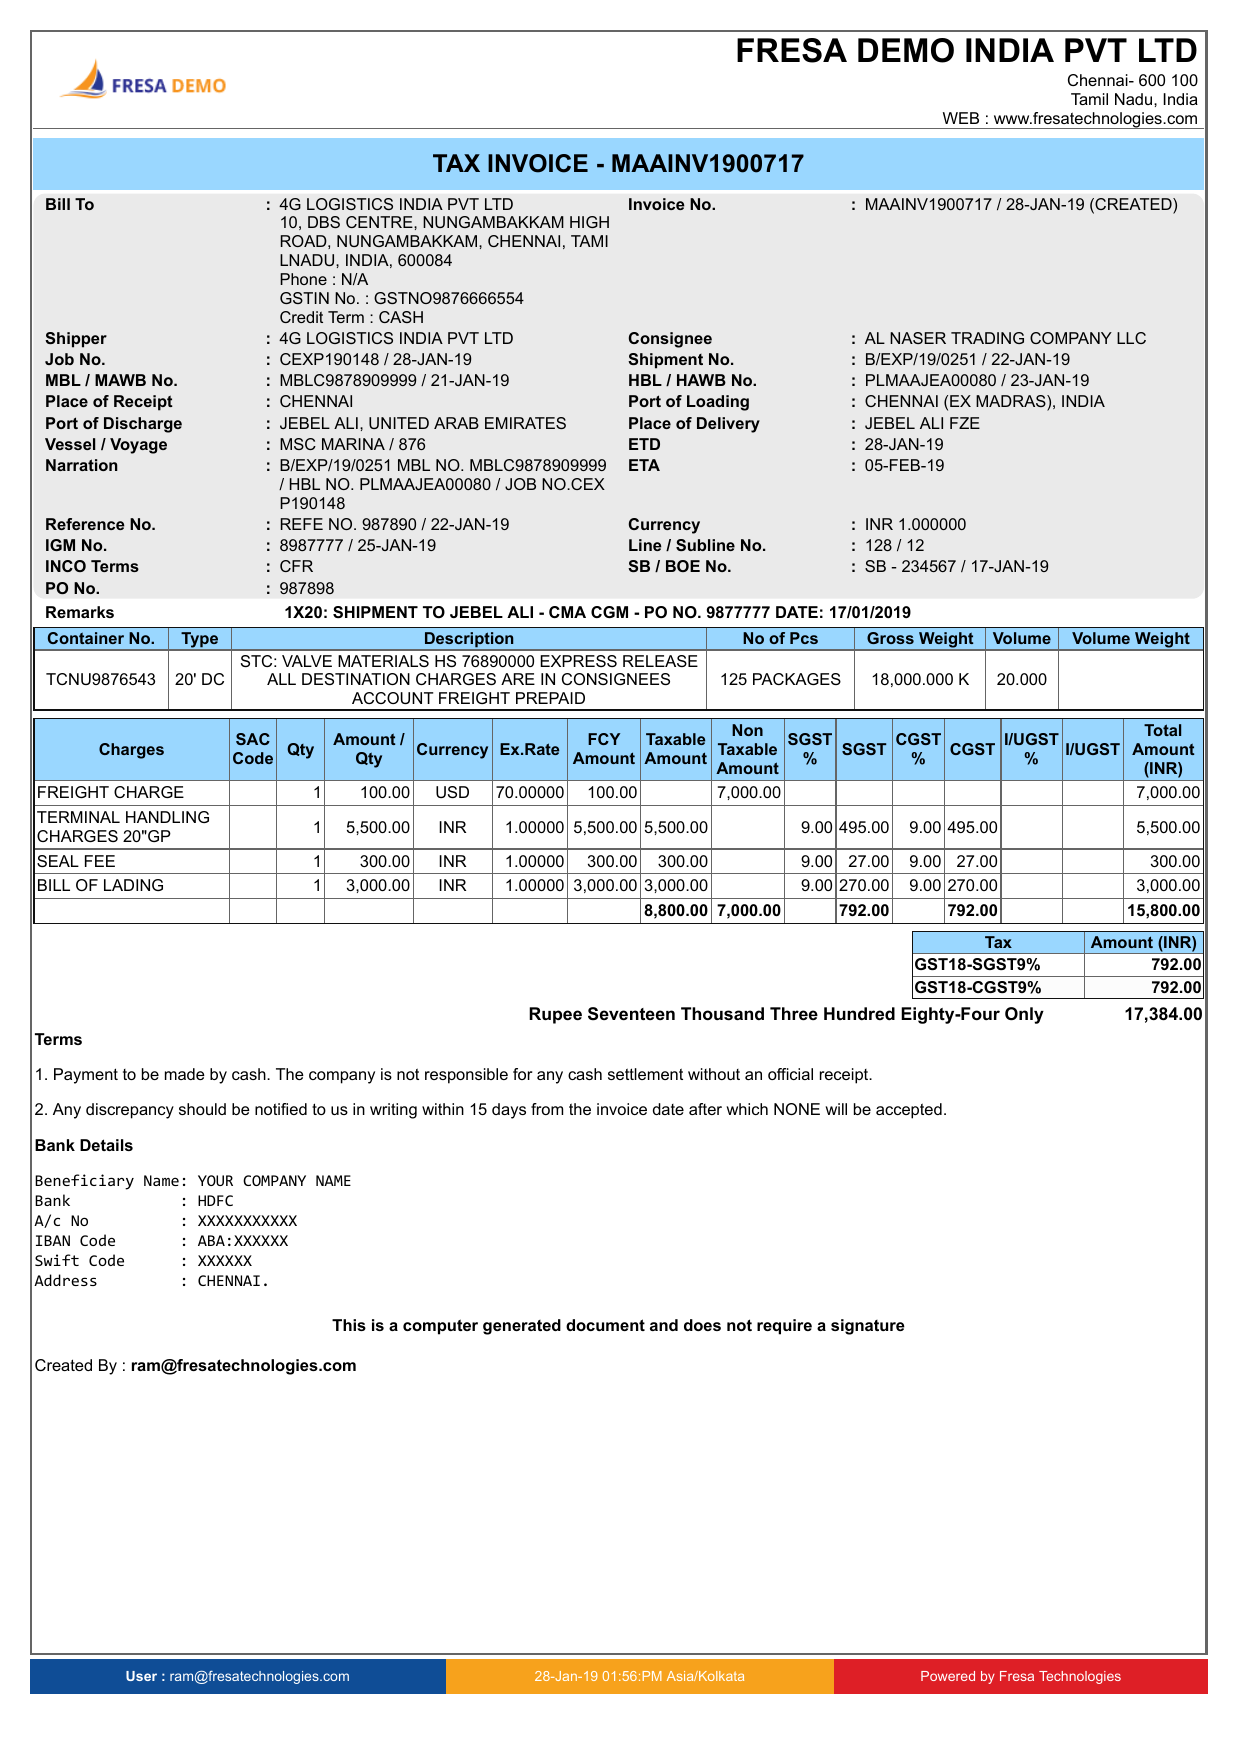 FRESA DEMO
FRESA DEMO INDIA PVT LTD
Chennai- 600 100
Tamil Nadu, India
WEB : www.fresatechnologies.com
TAX INVOICE - MAAINV1900717
Bill To : 4G LOGISTICS INDIA PVT LTD Invoice No. : MAAINV1900717 / 28-JAN-19 (CREATED)
10, DBS CENTRE, NUNGAMBAKKAM HIGH
ROAD, NUNGAMBAKKAM, CHENNAI, TAMI
LNADU, INDIA, 600084
Phone : N/A
GSTIN No. : GSTNO9876666554
Credit Term : CASH
Shipper : 4G LOGISTICS INDIA PVT LTD Consignee : AL NASER TRADING COMPANY LLC
Job No. : CEXP190148 / 28-JAN-19 Shipment No. : B/EXP/19/0251 / 22-JAN-19
MBL / MAWB No. : MBLC9878909999 / 21-JAN-19 HBL / HAWB No. : PLMAAJEA00080 / 23-JAN-19
Place of Receipt : CHENNAI Port of Loading : CHENNAI (EX MADRAS), INDIA
Port of Discharge : JEBEL ALI, UNITED ARAB EMIRATES Place of Delivery : JEBEL ALI FZE
Vessel / Voyage : MSC MARINA / 876 ETD : 28-JAN-19
Narration : B/EXP/19/0251 MBL NO. MBLC9878909999 ETA : 05-FEB-19
/ HBL NO. PLMAAJEA00080 / JOB NO.CEX
P190148
Reference No. : REFE NO. 987890 / 22-JAN-19 Currency : INR 1.000000
IGM No. : 8987777 / 25-JAN-19 Line / Subline No. : 128 / 12
INCO Terms : CFR SB / BOE No. : SB - 234567 / 17-JAN-19
PO No. : 987898
Remarks 1X20: SHIPMENT TO JEBEL ALI - CMA CGM - PO NO. 9877777 DATE: 17/01/2019
Container No. Type Description No of Pcs Gross Weight Volume Volume Weight
STC: VALVE MATERIALS HS 76890000 EXPRESS RELEASE
TCNU9876543 20' DC ALL DESTINATION CHARGES ARE IN CONSIGNEES 125 PACKAGES 18,000.000 K 20.000
ACCOUNT FREIGHT PREPAID
Charges SAC Code Qty Amount / Qty Currency Ex.Rate FCY Amount Taxable Amount Non Taxable Amount SGST % SGST CGST % CGST I/UGST % I/UGST Total Amount (INR)
FREIGHT CHARGE 1 100.00 USD 70.00000 100.00 7,000.00 7,000.00
TERMINAL HANDLING
CHARGES 20"GP 1 5,500.00 INR 1.00000 5,500.00 5,500.00 9.00 495.00 9.00 495.00 5,500.00
SEAL FEE 1 300.00 INR 1.00000 300.00 300.00 9.00 27.00 9.00 27.00 300.00
BILL OF LADING 1 3,000.00 INR 1.00000 3,000.00 3,000.00 9.00 270.00 9.00 270.00 3,000.00
8,800.00 7,000.00 792.00 792.00 15,800.00
Tax Amount (INR)
GST18-SGST9% 792.00
GST18-CGST9% 792.00
Rupee Seventeen Thousand Three Hundred Eighty-Four Only 17,384.00
Terms
1. Payment to be made by cash. The company is not responsible for any cash settlement without an official receipt.
2. Any discrepancy should be notified to us in writing within 15 days from the invoice date after which NONE will be accepted.
Bank Details
Beneficiary Name: YOUR COMPANY NAME
Bank : HDFC
A/c No : XXXXXXXXXXX
IBAN Code : ABA:XXXXXX
Swift Code : XXXXXX
Address : CHENNAI.
This is a computer generated document and does not require a signature
Created By : ram@fresatechnologies.com
User : ram@fresatechnologies.com 28-Jan-19 01:56:PM Asia/Kolkata Powered by Fresa Technologies